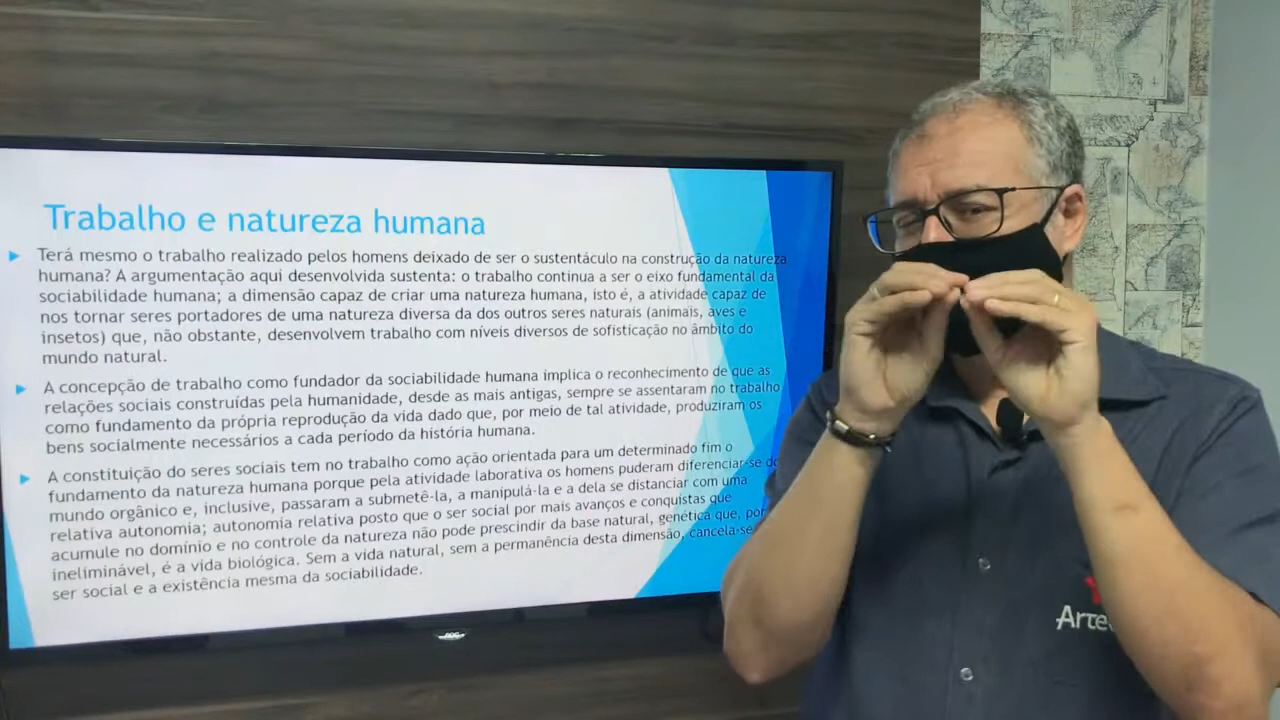 Trabalho e natureza humana
Terá mesmo o trabalho realizado pelos homens deixado de ser o sustentáculo na construção da natureza
humana? A argumentação aqui desenvolvida sustenta: o trabalho continua a ser o eixo fundamental da
sociabilidade humana; a dimensão capaz de criar uma natureza humana, isto é, a atividade capaz de
nos tornar seres portadores de uma natureza diversa da dos outros seres naturais (animais, aves e
insetos) que, não obstante, desenvolvem trabalho com níveis diversos de sofisticação no âmbito do
mundo natural.
A concepção de trabalho como fundador da sociabilidade humana implica o reconhecimento de que as
relações sociais construídas pela humanidade, desde as mais antigas, sempre se assentaram no trabalho
como fundamento da própria reprodução da vida dado que, por meio de tal atividade, produziram os
bens socialmente necessários a cada período da história humana.
A constituição do seres sociais tem no trabalho como ação orientada para um determinado fim o
fundamento da natureza humana porque pela atividade laborativa os homens puderam diferenciar-se do
mundo orgânico e, inclusive, passaram a submetê-la, a manipulá-la e a dela se distanciar com uma
relativa autonomia; autonomia relativa posto que o ser social por mais avanços e conquistas que
acumule no domínio e no controle da natureza não pode prescindir da base natural, genética que, por
ineliminável, é a vida biológica. Sem a vida natural, sem a permanência desta dimensão, cancela-se
ser social e a existência mesma da sociabilidade.
AOC